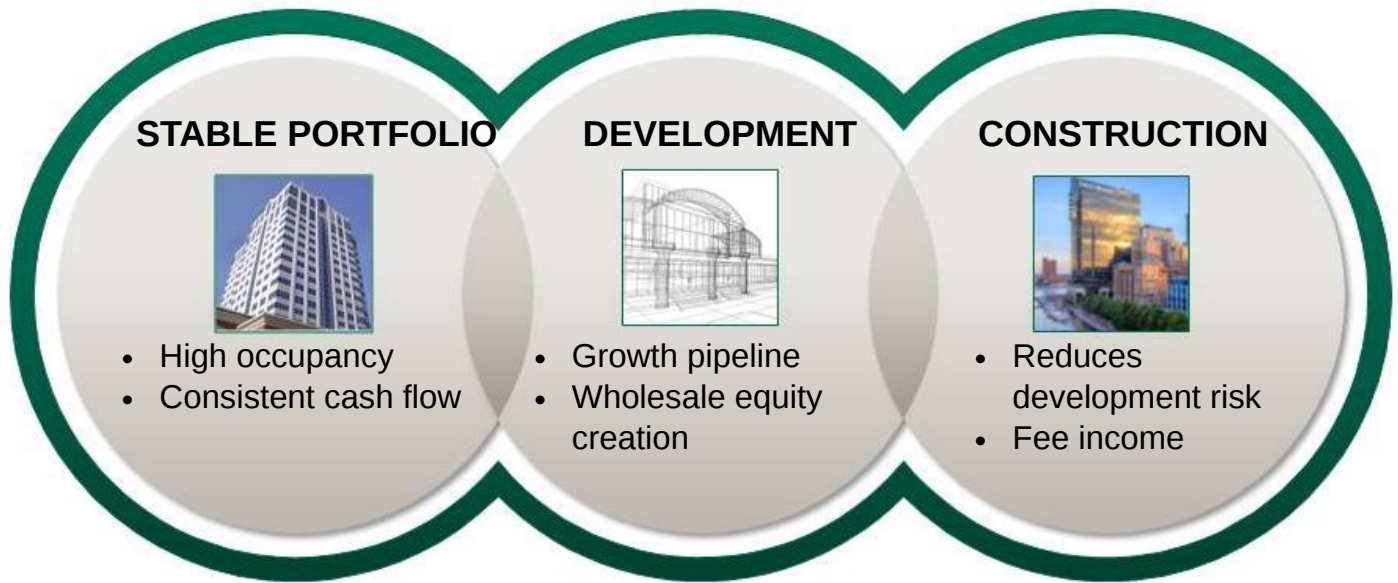 STABLE PORTFOLIO
• High occupancy
• Consistent cash flow
DEVELOPMENT
• Growth pipeline
• Wholesale equity
creation
CONSTRUCTION
• Reduces
development risk
• Fee income